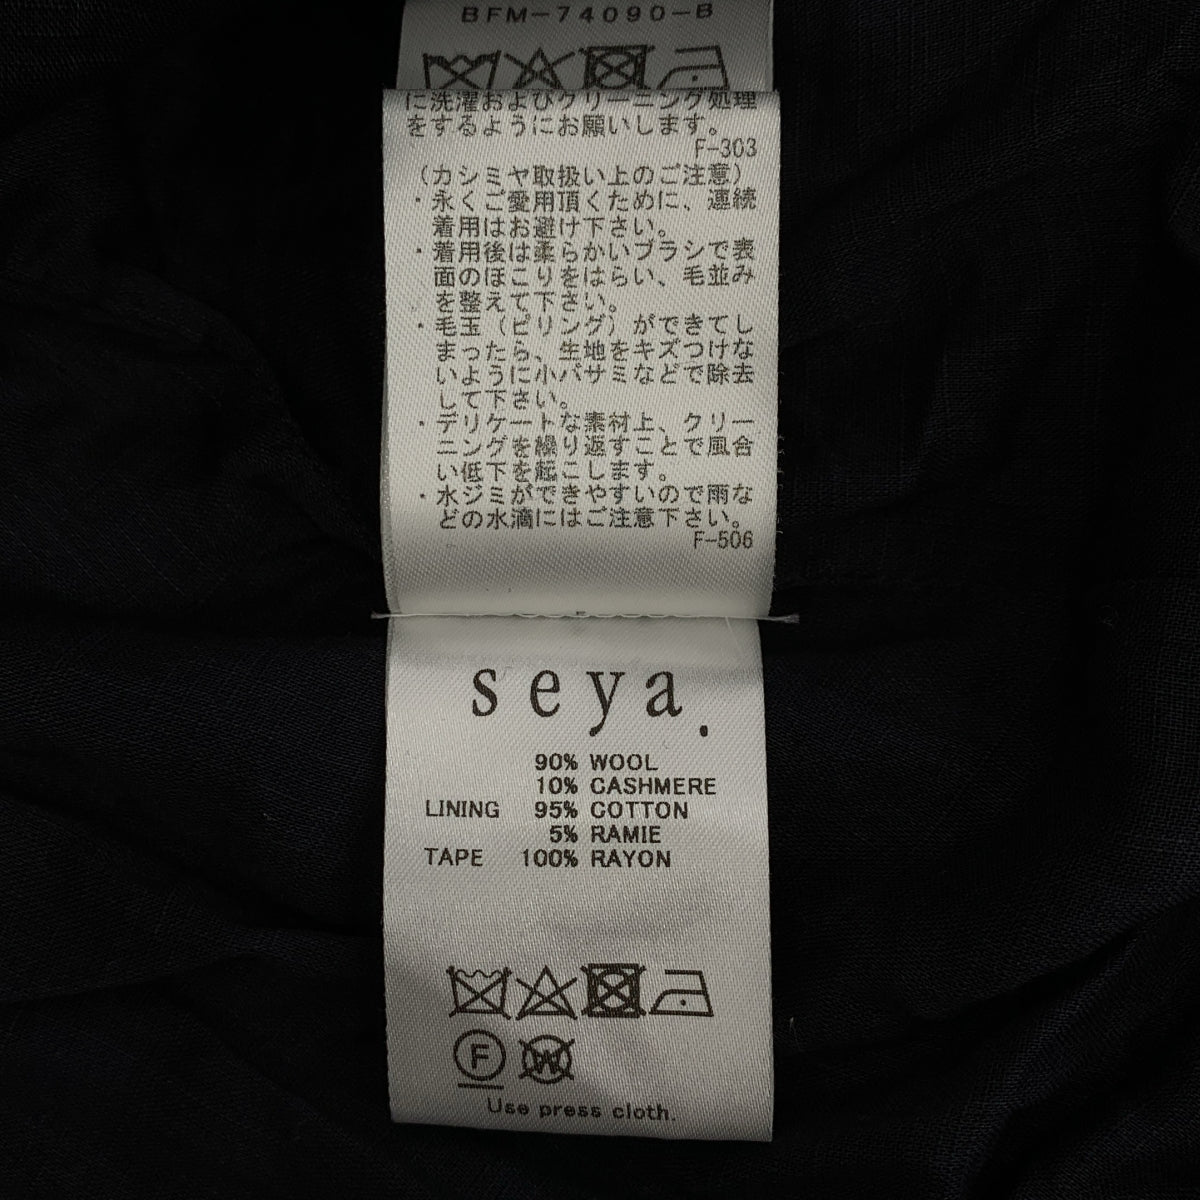 BFM-74090-B
に洗濯およびクリーニング処理
をするようにお願いします。
F-303
(カシミヤ取扱い上のご注意)
・永くご愛用頂くために、連続
着用はお避け下さい。
・着用後は柔らかいブラシで表
面のほこりをはらい、毛並み
を整えて下さい。
・毛玉(ピリング)ができてし
まったら、生地をキズつけな
いように小バサミなどで除去
して下さい。
・デリケートな素材上、クリー
ニングを繰り返すことで風合
い低下を起こします。
・水ジミができやすいので雨な
どの水滴にはご注意下さい。
F-506
seya.
90% WOOL
10% CASHMERE
LINING 95% COTTON
5% RAMIE
TAPE 100% RAYON
F W
Use press cloth.